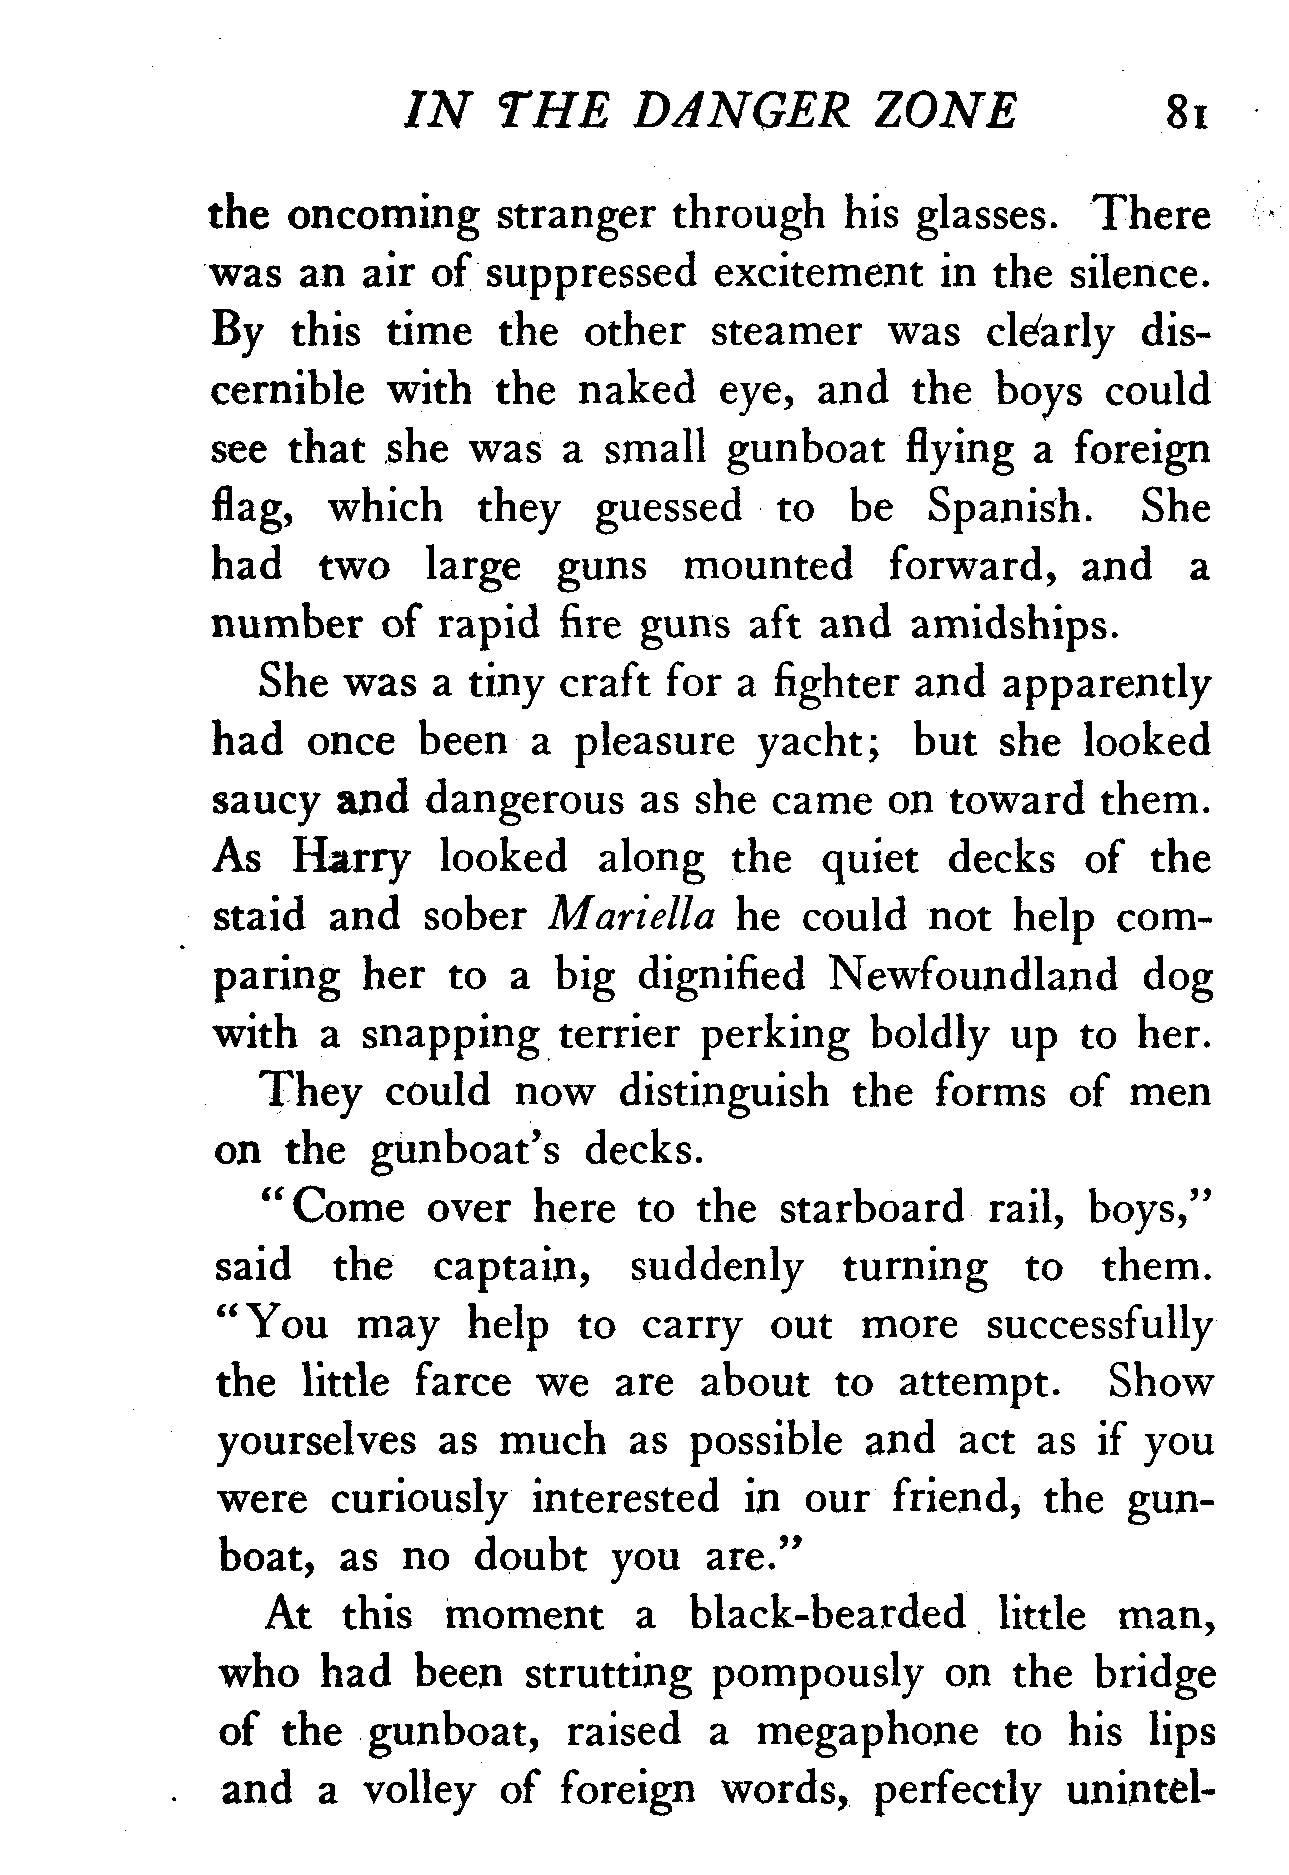 IN THE DANGER ZONE 81
the oncoming stranger through his glasses. There
was an air of suppressed excitement in the silence.
By this time the other steamer was clearly dis-
cernible with the naked eye, and the boys could
see that she was a small gunboat flying a foreign
flag, which they guessed to be Spanish. She
had two large guns mounted forward, and a
number of rapid fire guns aft and amidships.
She was a tiny craft for a fighter and apparently
had once been a pleasure yacht; but she looked
saucy and dangerous as she came on toward them.
As Harry looked along the quiet decks of the
staid and sober Mariella he could not help com-
paring her to a big dignified Newfoundland dog
with a snapping terrier perking boldly up to her.
They could now distinguish the forms of men
on the gunboat's decks.
"Come over here to the starboard rail, boys,"
said the captain, suddenly turning to them.
"You may help to carry out more successfully
the little farce we are about to attempt. Show
yourselves as much as possible and act as if you
were curiously interested in our friend, the gun-
boat, as no doubt you are."
At this moment a black-bearded little man,
who had been strutting pompously on the bridge
of the gunboat, raised a megaphone to his lips
and a volley of foreign words, perfectly unintel-